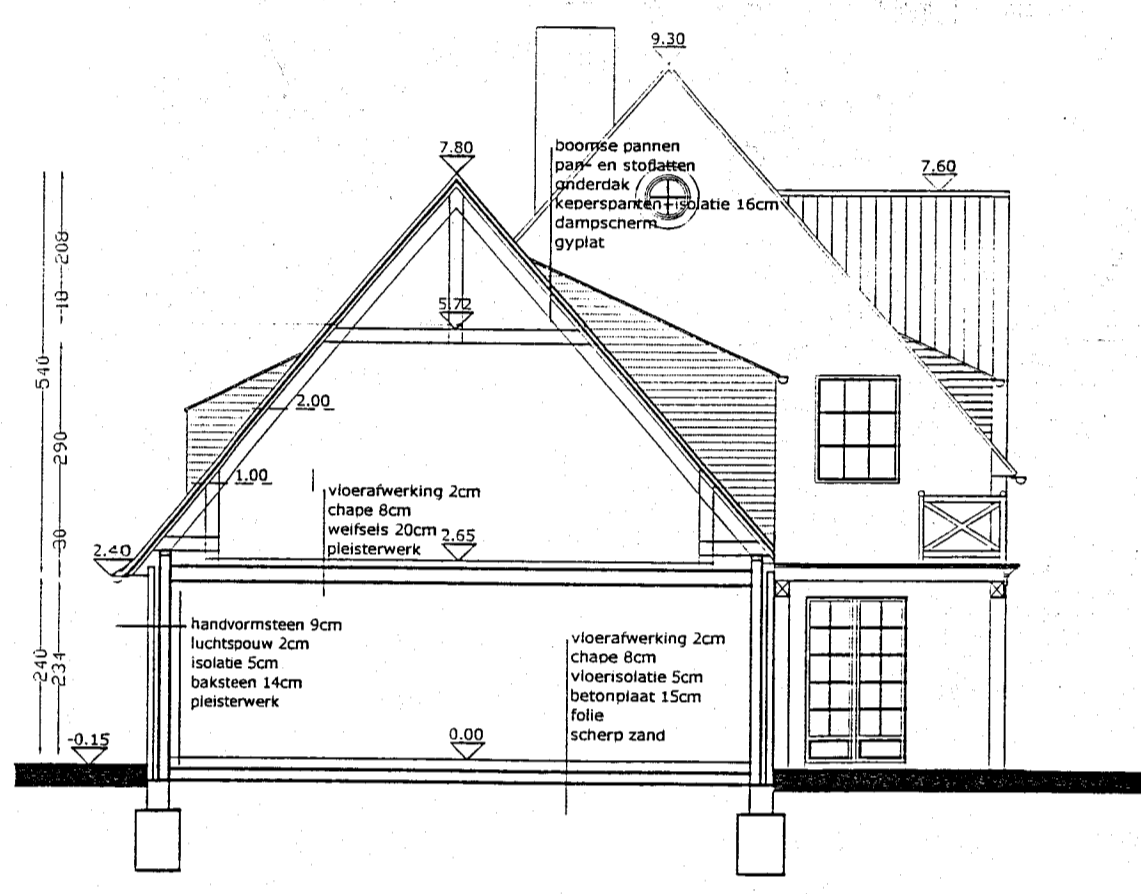 9.30
7.80
7.60
boomse pannen
pan- en stoflatten
onderdak
keperspanten+isolatie 16cm
dampscherm
gyplat
208
18
5.72
540
2.00
290
1.00
vloerafwerking 2cm
chape 8cm
welfsels 20cm
pleisterwerk
2.65
30
2.40
handvormsteen 9cm
luchtspouw 2cm
isolatie 5cm
baksteen 14cm
pleisterwerk
vloerafwerking 2cm
chape 8cm
vloerisolatie 5cm
betonplaat 15cm
folie
scherp zand
240
234
-0.15
0.00